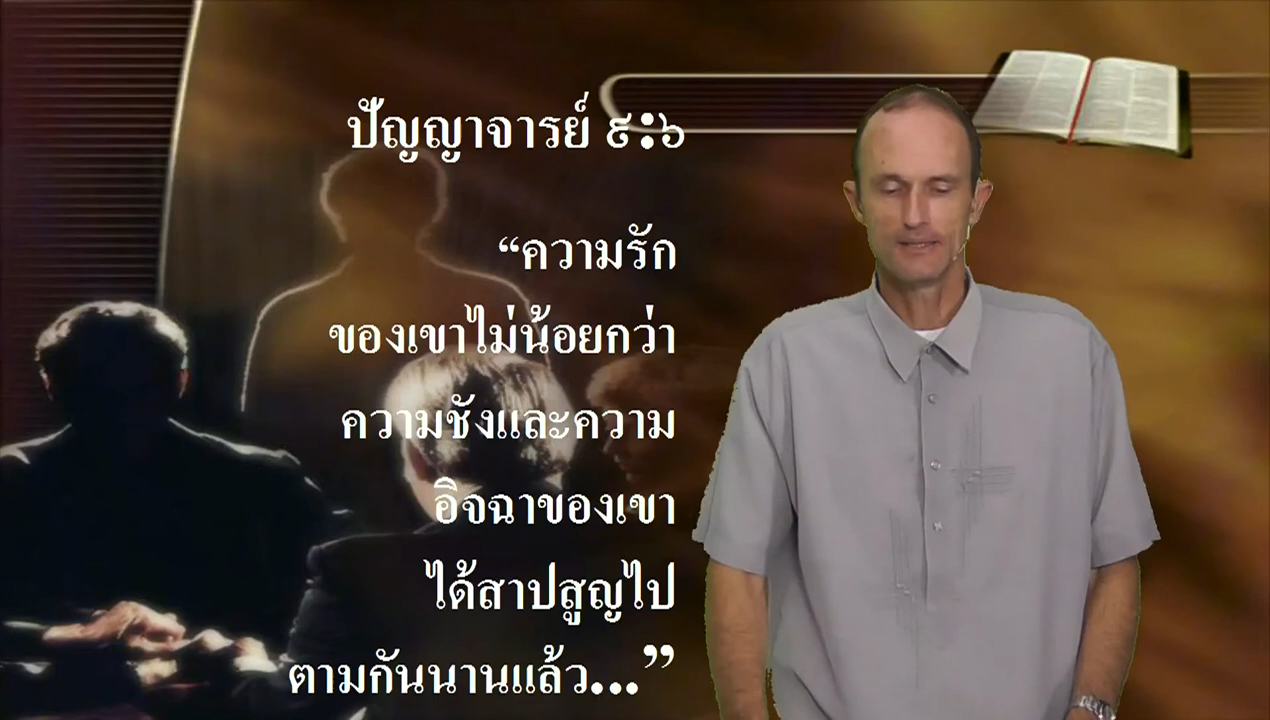 ปัญญาจารย์ ๙:๖
“ความรัก
ของเขาไม่น้อยกว่า
ความชังและความ
อิจฉาของเขา
ได้สาปสูญไป
ตามกันนานแล้ว...”